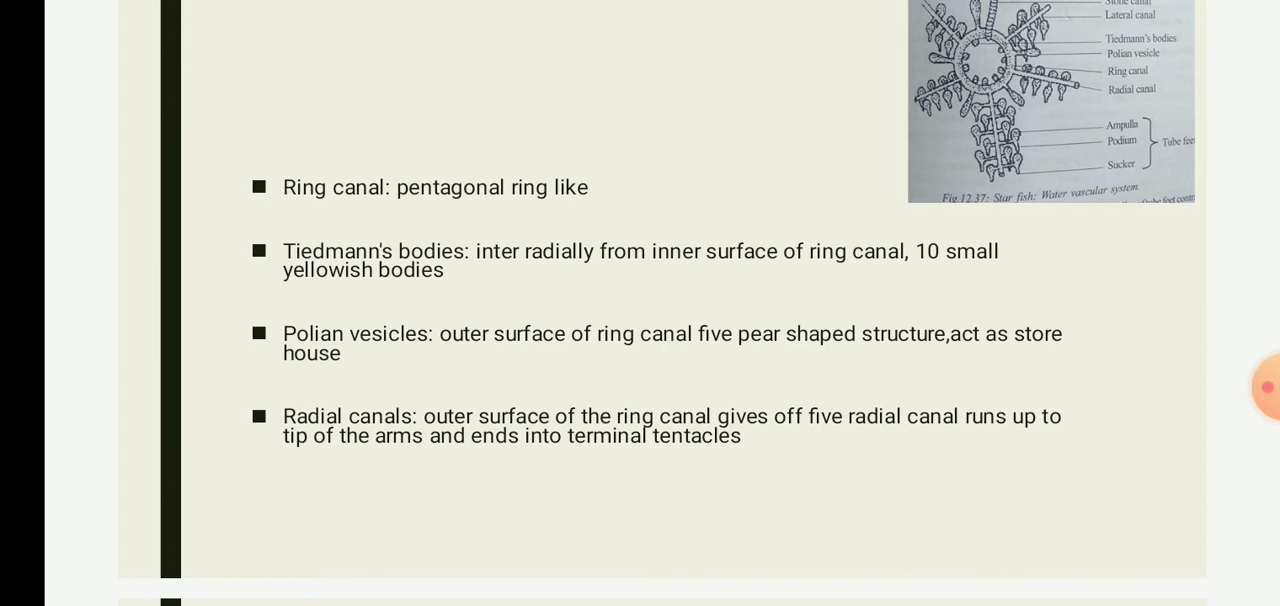 Stone canal
Lateral canal
Tiedmann's bodies
Polian vesicle
Ring canal
Radial canal
Ampulla
Podium
Tube feet
Sucker
Fig.12.37: Star fish: Water vascular system.
■ Ring canal: pentagonal ring like
■ Tiedmann's bodies: inter radially from inner surface of ring canal, 10 small
yellowish bodies
■ Polian vesicles: outer surface of ring canal five pear shaped structure,act as store
house
■ Radial canals: outer surface of the ring canal gives off five radial canal runs up to
tip of the arms and ends into terminal tentacles